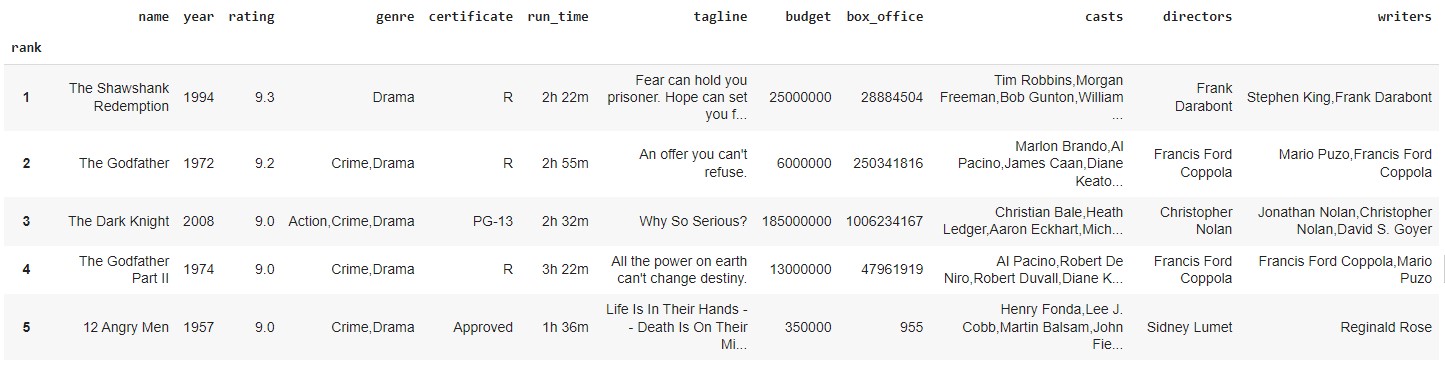 name year rating genre certificate run_time tagline budget box_office casts directors writers
rank
1 The Shawshank Redemption 1994 9.3 Drama R 2h 22m Fear can hold you prisoner. Hope can set you f... 25000000 28884504 Tim Robbins,Morgan Freeman,Bob Gunton,William ... Frank Darabont Stephen King,Frank Darabont
2 The Godfather 1972 9.2 Crime,Drama R 2h 55m An offer you can't refuse. 6000000 250341816 Marlon Brando,Al Pacino,James Caan,Diane Keato... Francis Ford Coppola Mario Puzo,Francis Ford Coppola
3 The Dark Knight 2008 9.0 Action,Crime,Drama PG-13 2h 32m Why So Serious? 185000000 1006234167 Christian Bale,Heath Ledger,Aaron Eckhart,Mich... Christopher Nolan Jonathan Nolan,Christopher Nolan,David S. Goyer
4 The Godfather Part II 1974 9.0 Crime,Drama R 3h 22m All the power on earth can't change destiny. 13000000 47961919 Al Pacino,Robert De Niro,Robert Duvall,Diane K... Francis Ford Coppola Francis Ford Coppola,Mario Puzo
5 12 Angry Men 1957 9.0 Crime,Drama Approved 1h 36m Life Is In Their Hands -- Death Is On Their Mi... 350000 955 Henry Fonda,Lee J. Cobb,Martin Balsam,John Fie... Sidney Lumet Reginald Rose